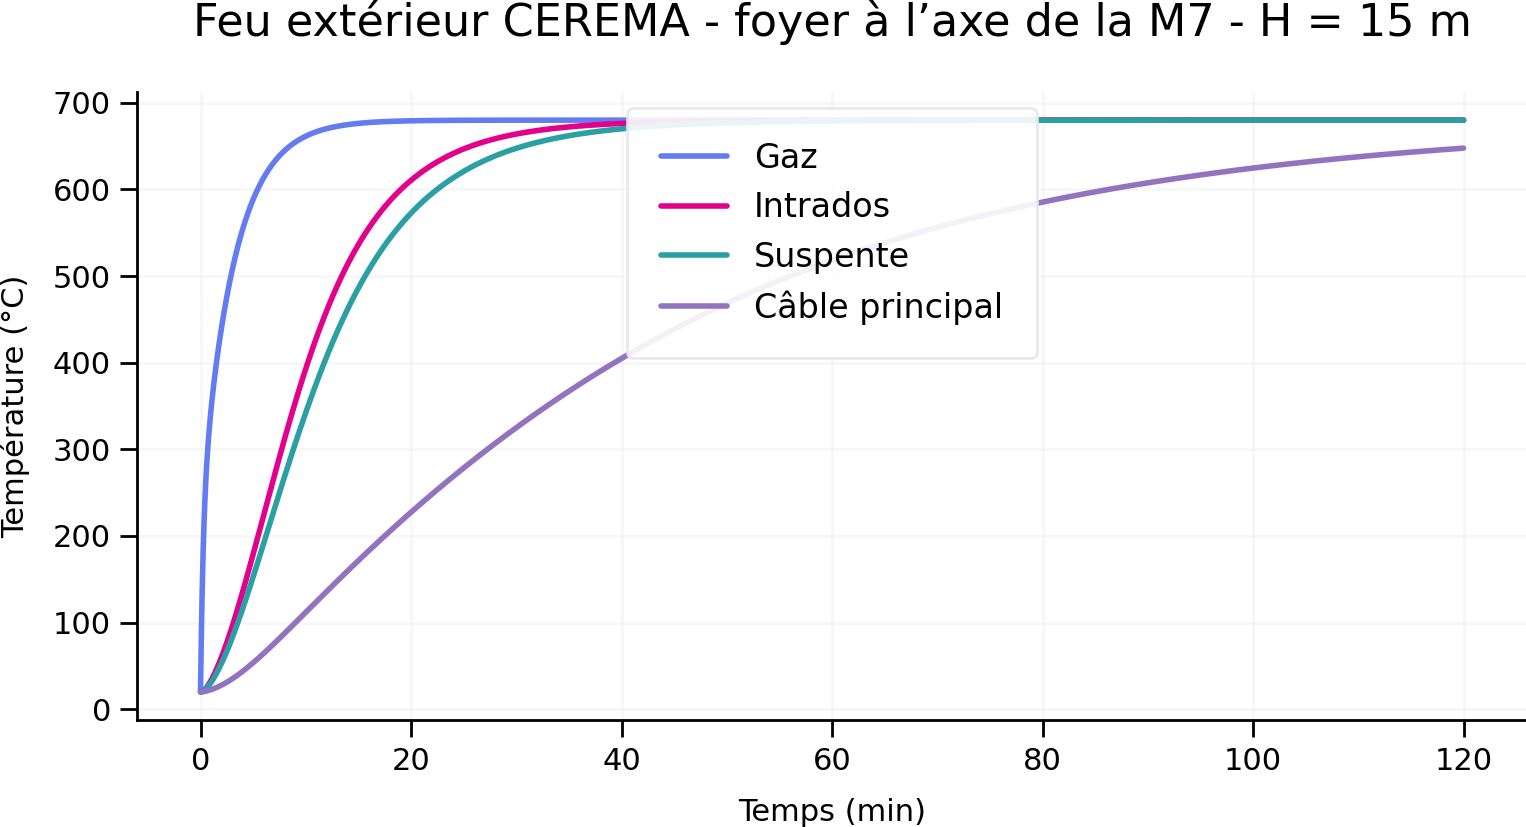 Feu extérieur CEREMA - foyer à l’axe de la M7 - H = 15 m
Température (°C)
700
600
500
400
300
200
100
0
Gaz
Intrados
Suspente
Câble principal
0 20 40 60 80 100 120
Temps (min)